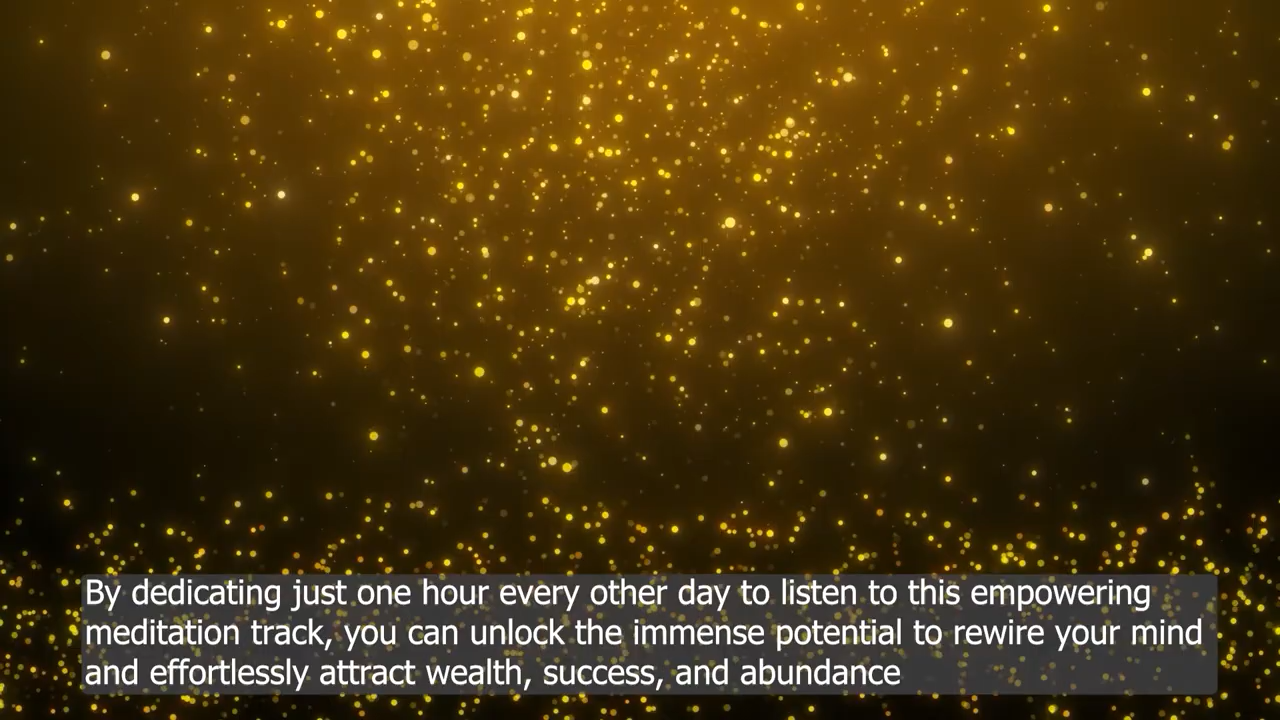 By dedicating just one hour every other day to listen to this empowering
meditation track, you can unlock the immense potential to rewire your mind
and effortlessly attract wealth, success, and abundance